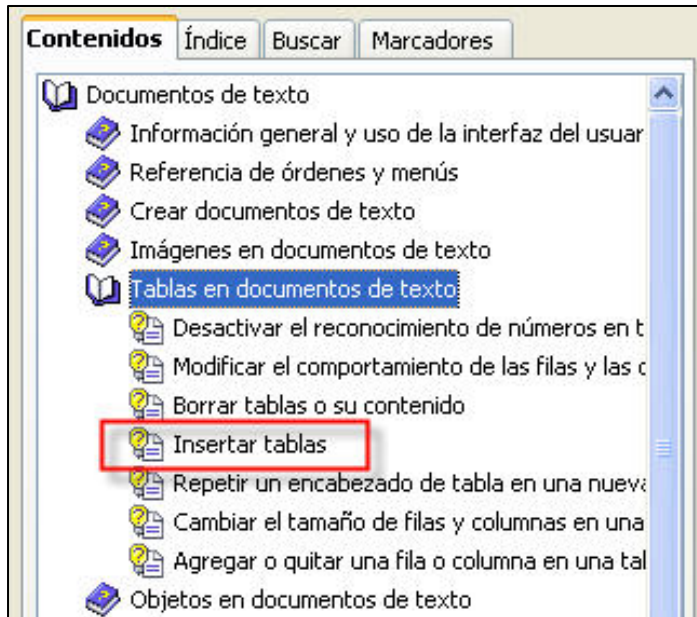 Contenidos Índice Buscar Marcadores
Documentos de texto
Información general y uso de la interfaz del usuar
Referencia de órdenes y menús
Crear documentos de texto
Imágenes en documentos de texto
Tablas en documentos de texto
Desactivar el reconocimiento de números en t
Modificar el comportamiento de las filas y las c
Borrar tablas o su contenido
Insertar tablas
Repetir un encabezado de tabla en una nueva
Cambiar el tamaño de filas y columnas en una
Agregar o quitar una fila o columna en una tal
Objetos en documentos de texto